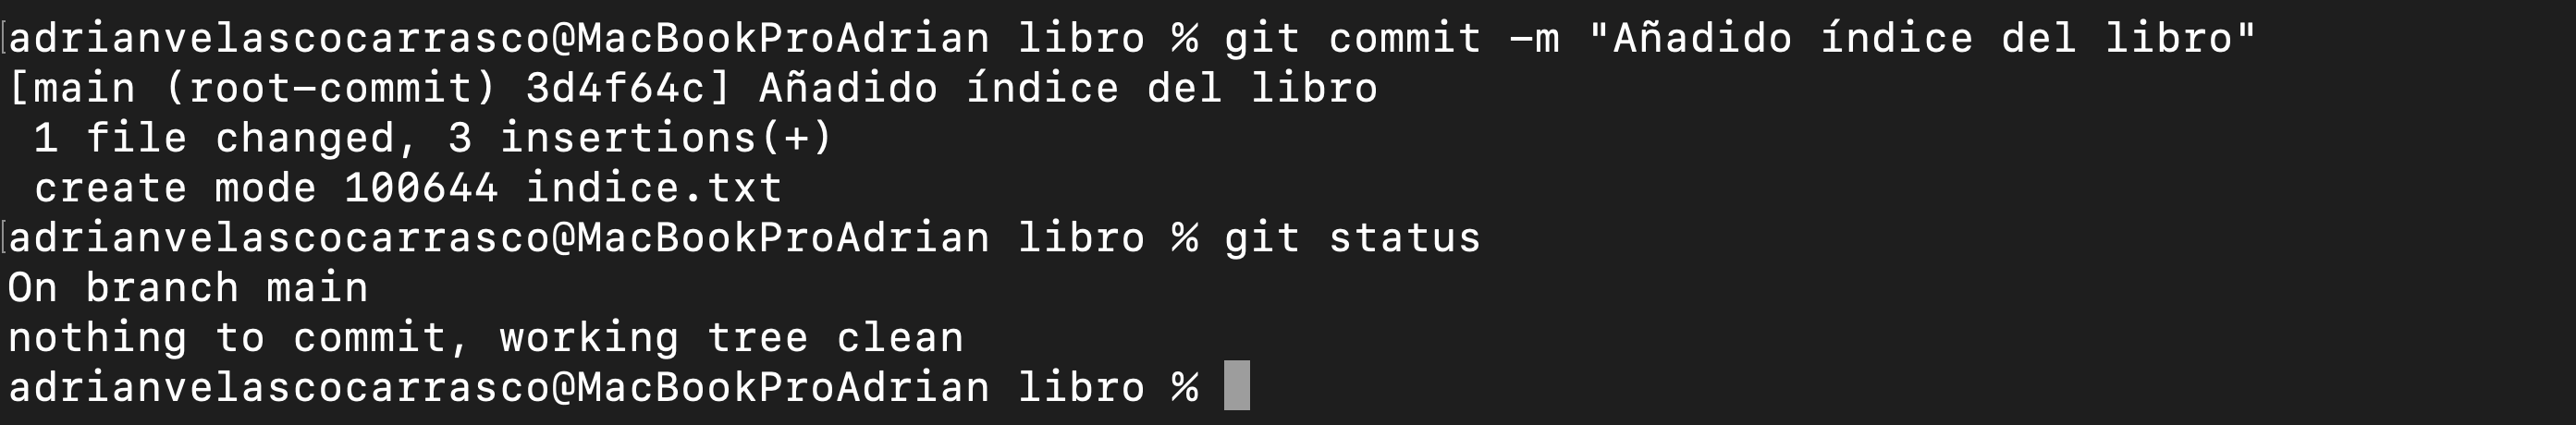 [adrianvelascocarrasco@MacBookProAdrian libro % git commit -m "Añadido índice del libro"
[main (root-commit) 3d4f64c] Añadido índice del libro
 1 file changed, 3 insertions(+)
 create mode 100644 indice.txt
[adrianvelascocarrasco@MacBookProAdrian libro % git status
On branch main
nothing to commit, working tree clean
adrianvelascocarrasco@MacBookProAdrian libro %